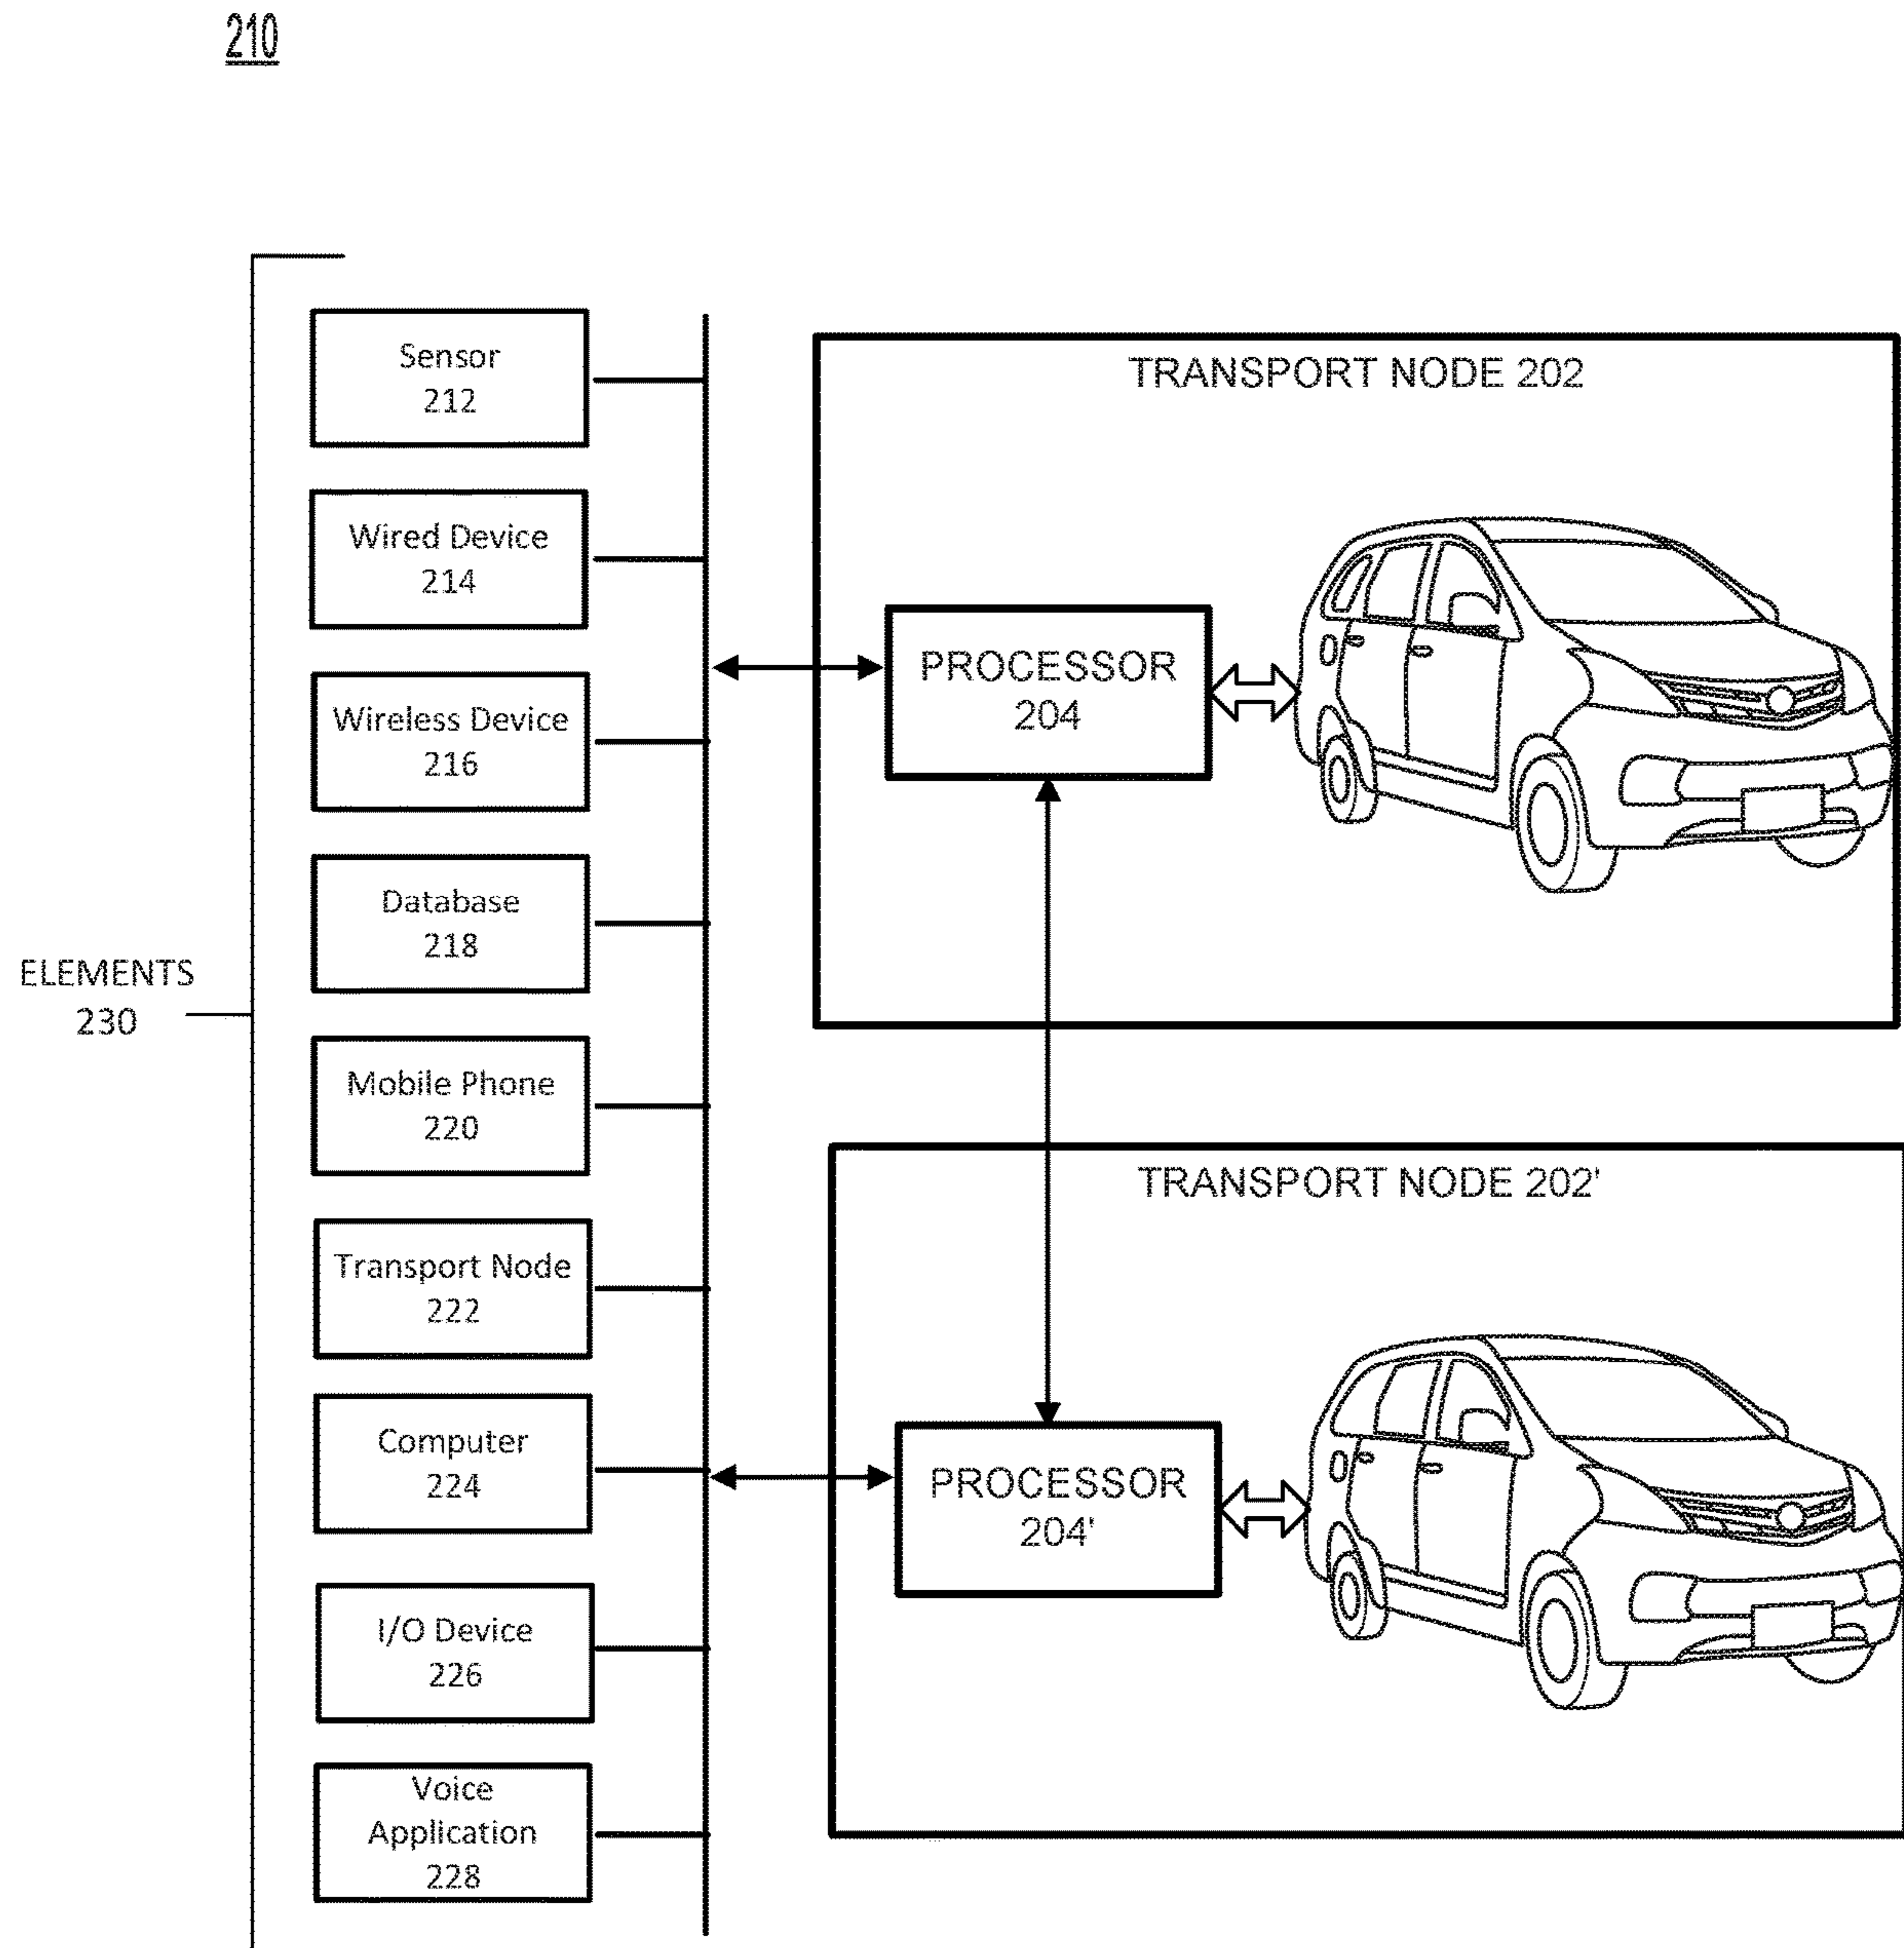 210
Sensor
212
Wired Device
214
Wireless Device
216
Database
218
ELEMENTS
230
Mobile Phone
220
Transport Node
222
Computer
224
I/O Device
226
Voice
Application
228
TRANSPORT NODE 202
PROCESSOR
204
TRANSPORT NODE 202'
PROCESSOR
204'